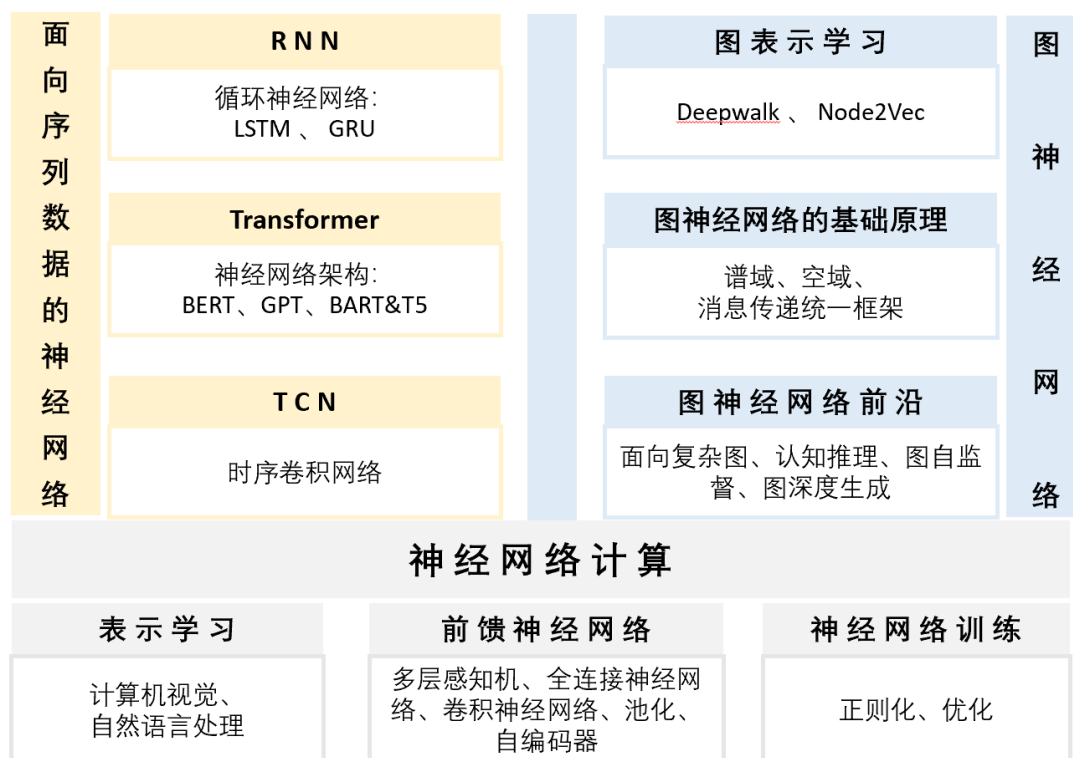 面向序列数据的神经网络
RNN
循环神经网络:
LSTM 、 GRU
Transformer
神经网络架构:
BERT、GPT、BART&T5
TCN
时序卷积网络
图表示学习
Deepwalk 、 Node2Vec
图神经网络的基础原理
谱域、空域、
消息传递统一框架
图神经网络前沿
面向复杂图、认知推理、图自监
督、图深度生成
图神经网络
神经网络计算
表示学习
计算机视觉、
自然语言处理
前馈神经网络
多层感知机、全连接神经网
络、卷积神经网络、池化、
自编码器
神经网络训练
正则化、优化